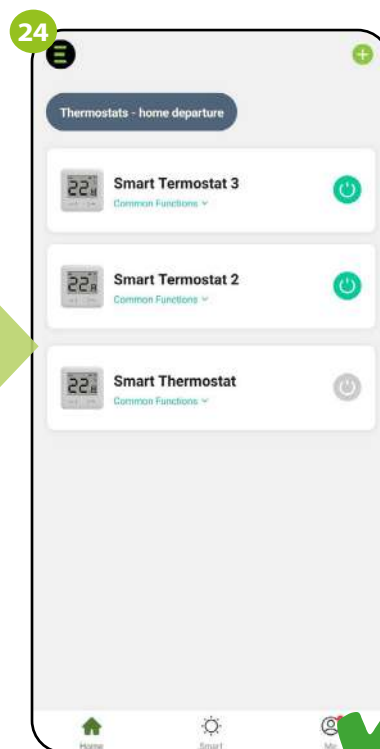 24
Thermostats - home departure
Smart Termostat 3
Common Functions
Smart Termostat 2
Common Functions
Smart Thermostat
Common Functions
Home
Smart
Me